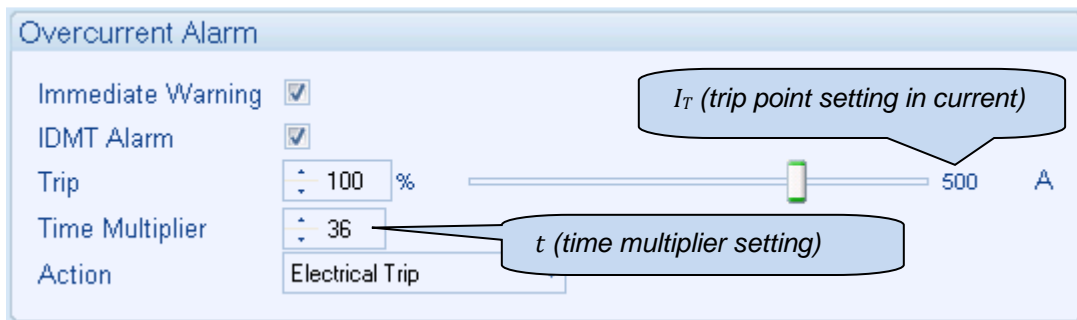 Overcurrent Alarm
Immediate Warning
I_T (trip point setting in current)
IDMT Alarm
Trip 100 % 500 A
Time Multiplier 36
t (time multiplier setting)
Action Electrical Trip